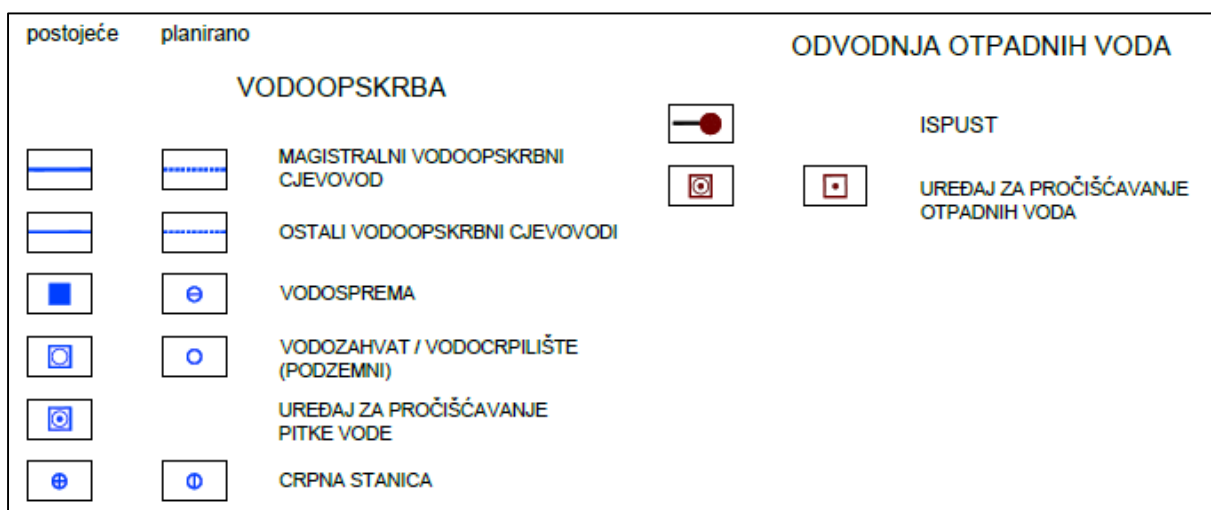 postojeće planirano
VODOOPSKRBA
MAGISTRALNI VODOOPSKRBNI
CJEVOVOD
OSTALI VODOOPSKRBNI CJEVOVODI
VODOSPREMA
VODOZAHVAT / VODOCRPILIŠTE
(PODZEMNI)
UREĐAJ ZA PROČIŠĆAVANJE
PITKE VODE
CRPNA STANICA
ODVODNJA OTPADNIH VODA
ISPUST
UREĐAJ ZA PROČIŠĆAVANJE
OTPADNIH VODA